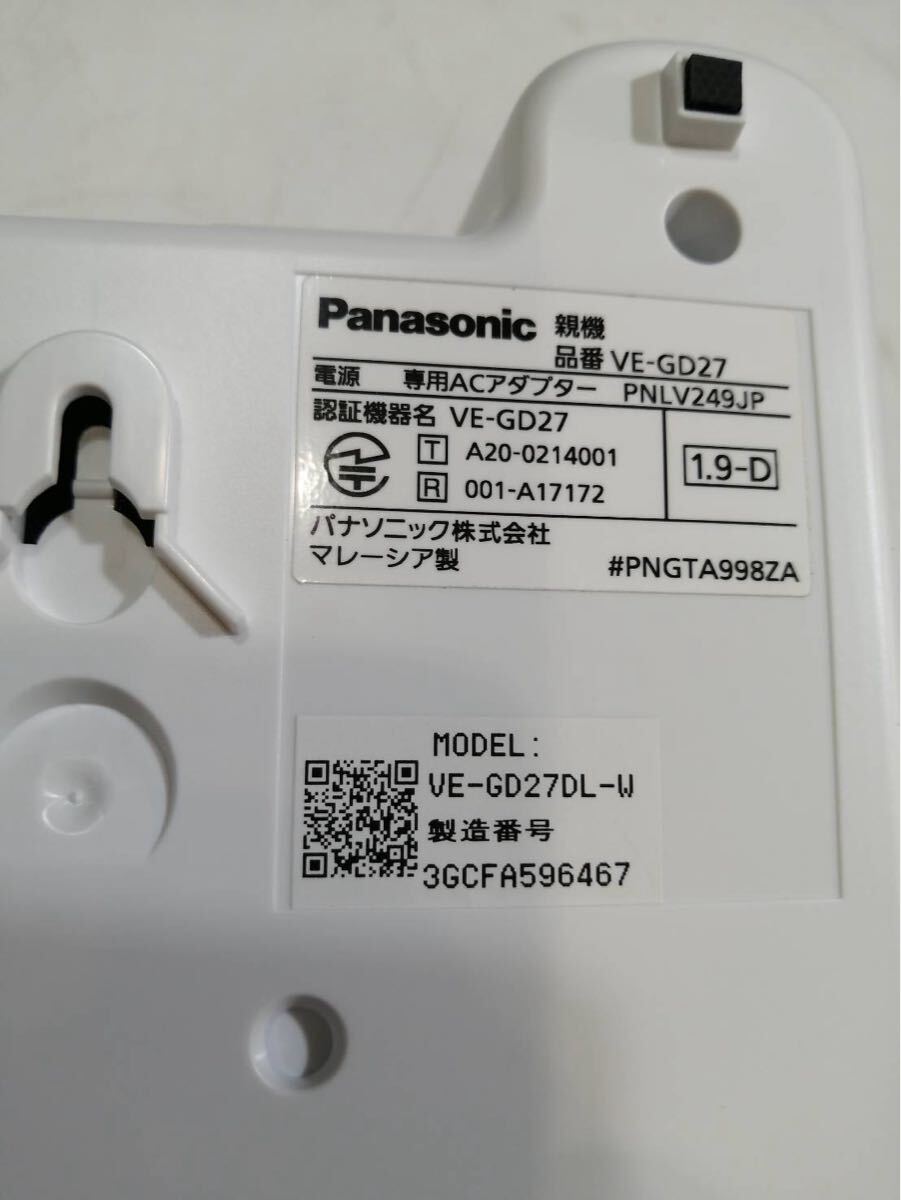 Panasonic 親機
品番 VE-GD27
電源 専用ACアダプター PNLV249JP
認証機器名 VE-GD27
T A20-0214001
R 001-A17172
1.9-D
パナソニック株式会社
マレーシア製 #PNGTA998ZA
MODEL:
VE-GD27DL-W
製造番号
3GCFA596467